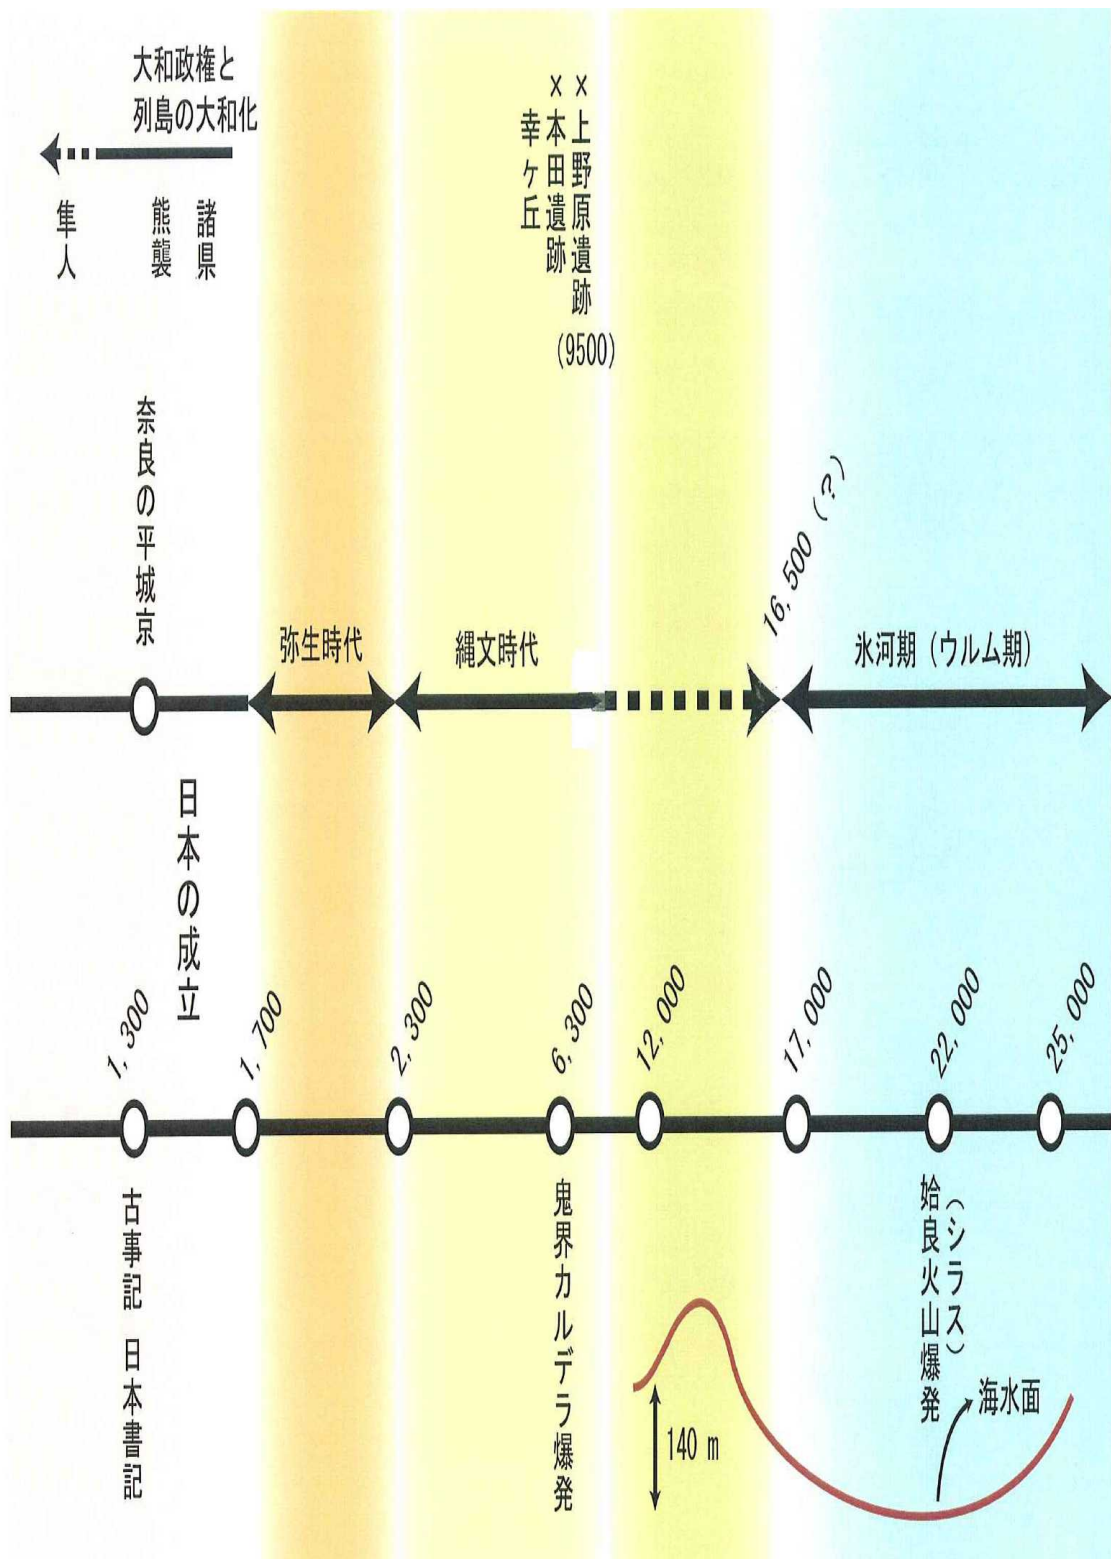 大和政権と
列島の大和化
諸県
熊襲
隼人
×上野原遺跡
(9500)
×本田遺跡
幸ヶ丘
奈良の平城京
16,500 (?)
弥生時代
縄文時代
氷河期 (ウルム期)
日本の成立
1,300
1,700
2,300
6,300
12,000
17,000
22,000
25,000
古事記 日本書記
鬼界カルデラ爆発
(シラス)
姶良火山爆発
海水面
140 m